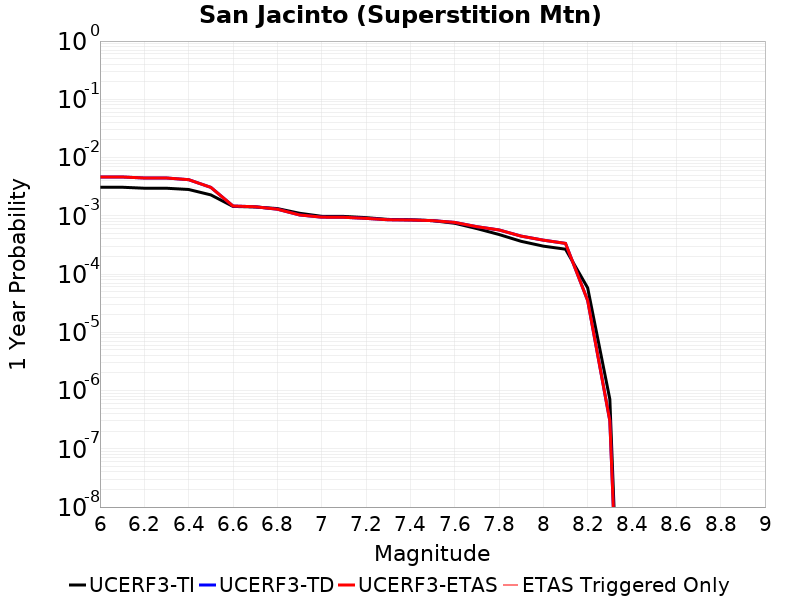 San Jacinto (Superstition Mtn)
1 Year Probability
10^0
10^-1
10^-2
10^-3
10^-4
10^-5
10^-6
10^-7
10^-8
6 6.2 6.4 6.6 6.8 7 7.2 7.4 7.6 7.8 8 8.2 8.4 8.6 8.8 9
Magnitude
UCERF3-TI UCERF3-TD UCERF3-ETAS ETAS Triggered Only